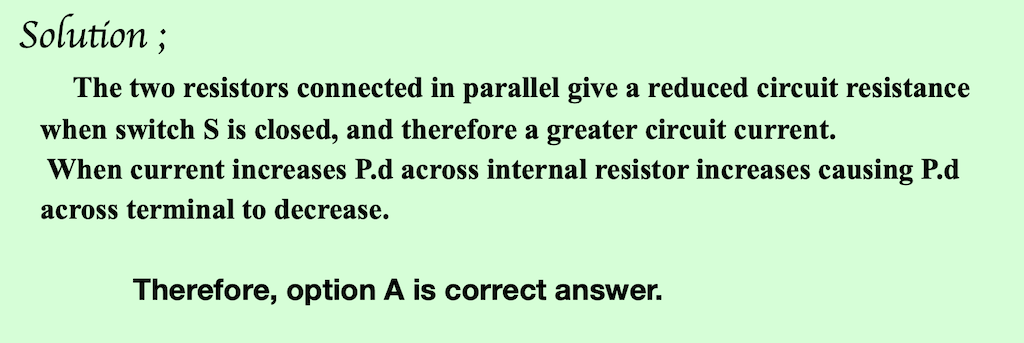 Solution ;
The two resistors connected in parallel give a reduced circuit resistance
when switch S is closed, and therefore a greater circuit current.
When current increases P.d across internal resistor increases causing P.d
across terminal to decrease.
Therefore, option A is correct answer.